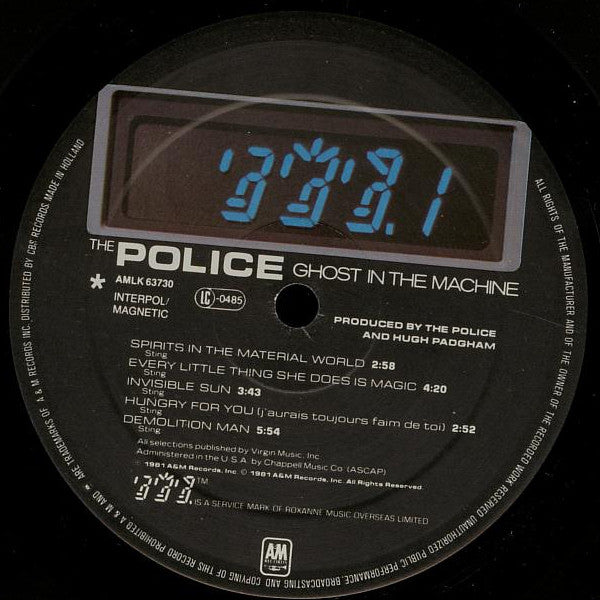 THE POLICE GHOST IN THE MACHINE
AMLK 63730
* INTERPOL/
MAGNETIC
LC -0485
PRODUCED BY THE POLICE
AND HUGH PADGHAM
SPIRITS IN THE MATERIAL WORLD 2:58
Sting
EVERY LITTLE THING SHE DOES IS MAGIC 4:20
Sting
INVISIBLE SUN 3:43
Sting
HUNGRY FOR YOU (j'aurais toujours faim de toi) 2:52
Sting
DEMOLITION MAN 5:54
Sting
All selections published by Virgin Music, Inc.
Administered in the U.S.A. by Chappell Music Co. (ASCAP)
℗ 1981 A&M Records, Inc. © 1981 A&M Records, Inc. All Rights Reserved.
TM
IS A SERVICE MARK OF ROXANNE MUSIC OVERSEAS LIMITED
AM
RECORDS
ALL RIGHTS OF THE MANUFACTURER AND OF THE OWNER OF THE RECORDED WORK RESERVED UNAUTHORIZED PUBLIC PERFORMANCE BROADCASTING AND COPYING OF THIS RECORD PROHIBITED A & M AND ARE TRADEMARKS OF A & M RECORDS INC. DISTRIBUTED BY CBS RECORDS MADE IN HOLLAND